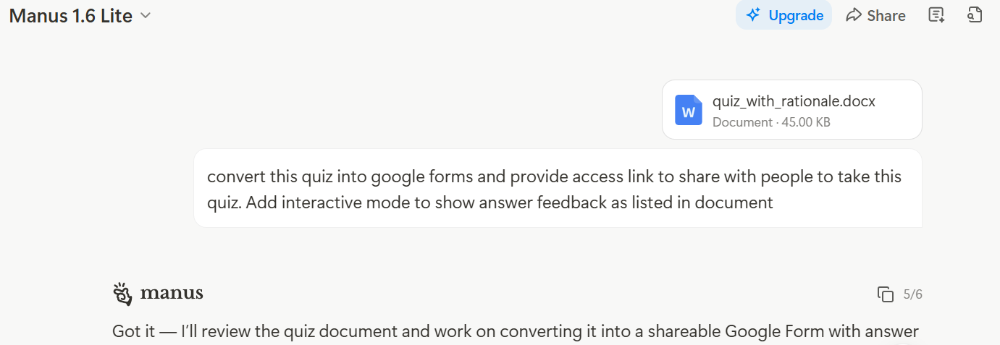 Manus 1.6 Lite
Upgrade
Share
W
quiz_with_rationale.docx
Document · 45.00 KB
convert this quiz into google forms and provide access link to share with people to take this
quiz. Add interactive mode to show answer feedback as listed in document
manus
5/6
Got it — I’ll review the quiz document and work on converting it into a shareable Google Form with answer